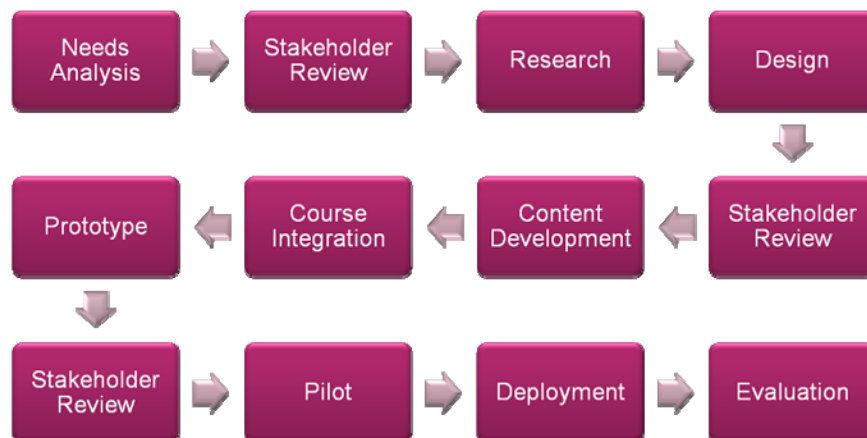 Needs
Analysis
Stakeholder
Review
Research
Design
Stakeholder
Review
Content
Development
Course
Integration
Prototype
Stakeholder
Review
Pilot
Deployment
Evaluation